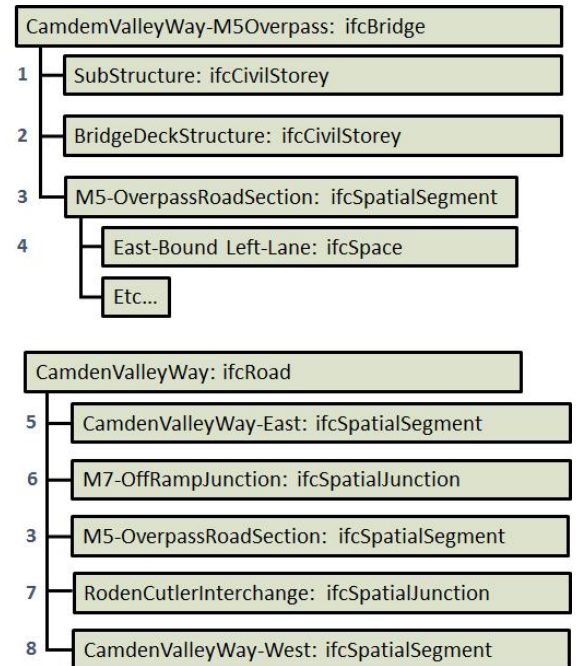 CamdemValleyWay-M5Overpass: ifcBridge
1 SubStructure: ifcCivilStorey
2 BridgeDeckStructure: ifcCivilStorey
3 M5-OverpassRoadSection: ifcSpatialSegment
4 East-Bound Left-Lane: ifcSpace
Etc...
CamdenValleyWay: ifcRoad
5 CamdenValleyWay-East: ifcSpatialSegment
6 M7-OffRampJunction: ifcSpatialJunction
3 M5-OverpassRoadSection: ifcSpatialSegment
7 RodenCutlerInterchange: ifcSpatialJunction
8 CamdenValleyWay-West: ifcSpatialSegment